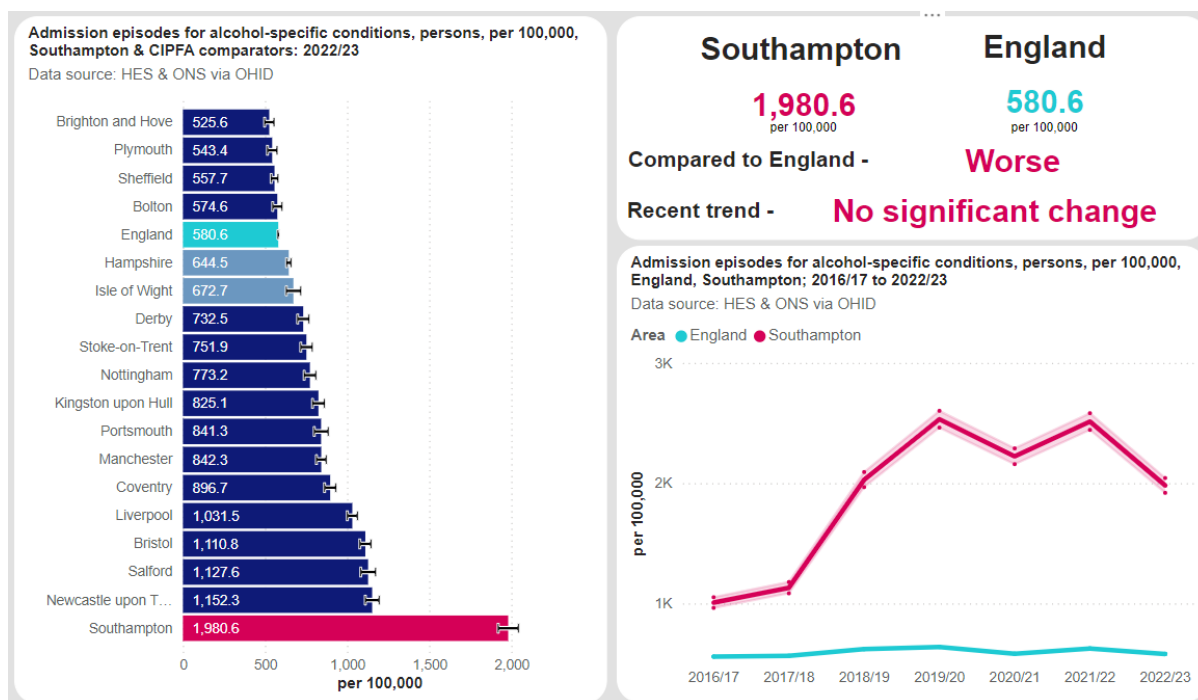 Admission episodes for alcohol-specific conditions, persons, per 100,000,
Southampton & CIPFA comparators: 2022/23
Data source: HES & ONS via OHID
Brighton and Hove 525.6
Plymouth 543.4
Sheffield 557.7
Bolton 574.6
England 580.6
Hampshire 644.5
Isle of Wight 672.7
Derby 732.5
Stoke-on-Trent 751.9
Nottingham 773.2
Kingston upon Hull 825.1
Portsmouth 841.3
Manchester 842.3
Coventry 896.7
Liverpool 1,031.5
Bristol 1,110.8
Salford 1,127.6
Newcastle upon T... 1,152.3
Southampton 1,980.6
0 500 1,000 1,500 2,000
per 100,000
Southampton England
1,980.6 580.6
per 100,000 per 100,000
Compared to England - Worse
Recent trend - No significant change
Admission episodes for alcohol-specific conditions, persons, per 100,000,
England, Southampton; 2016/17 to 2022/23
Data source: HES & ONS via OHID
Area England Southampton
3K
2K
1K
per 100,000
2016/17 2017/18 2018/19 2019/20 2020/21 2021/22 2022/23